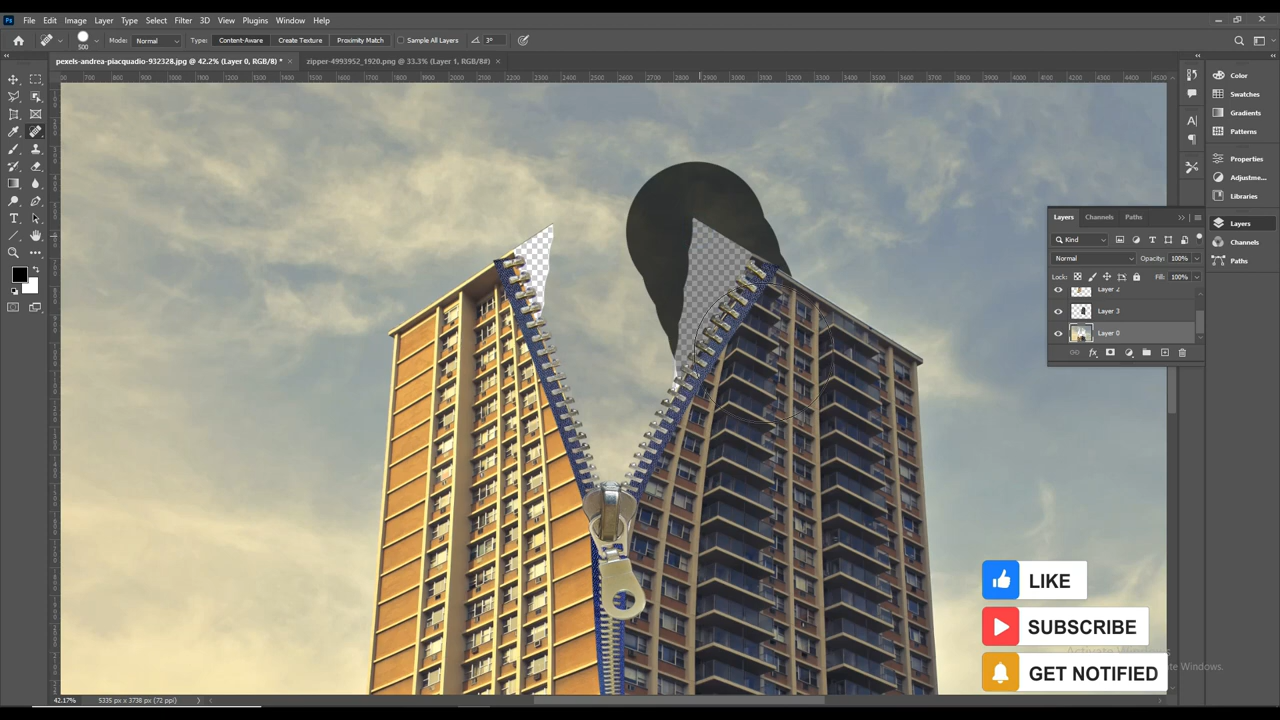 Ps File Edit Image Layer Type Select Filter 3D View Plugins Window Help
500 Mode: Normal Type: Content-Aware Create Texture Proximity Match Sample All Layers 3°
pexels-andrea-piacquadio-932328.jpg @ 42.2% (Layer 0, RGB/8) * × zipper-4993952_1920.png @ 33.3% (Layer 1, RGB/8#) ×
Color
Swatches
Gradients
Patterns
Properties
Adjustme...
Libraries
Layers
Channels
Paths
Layers Channels Paths
Kind
Normal Opacity: 100%
Lock: Fill: 100%
Layer 2
Layer 3
Layer 0
LIKE
SUBSCRIBE
GET NOTIFIED
42.17% 5335 px x 3738 px (72 ppi)